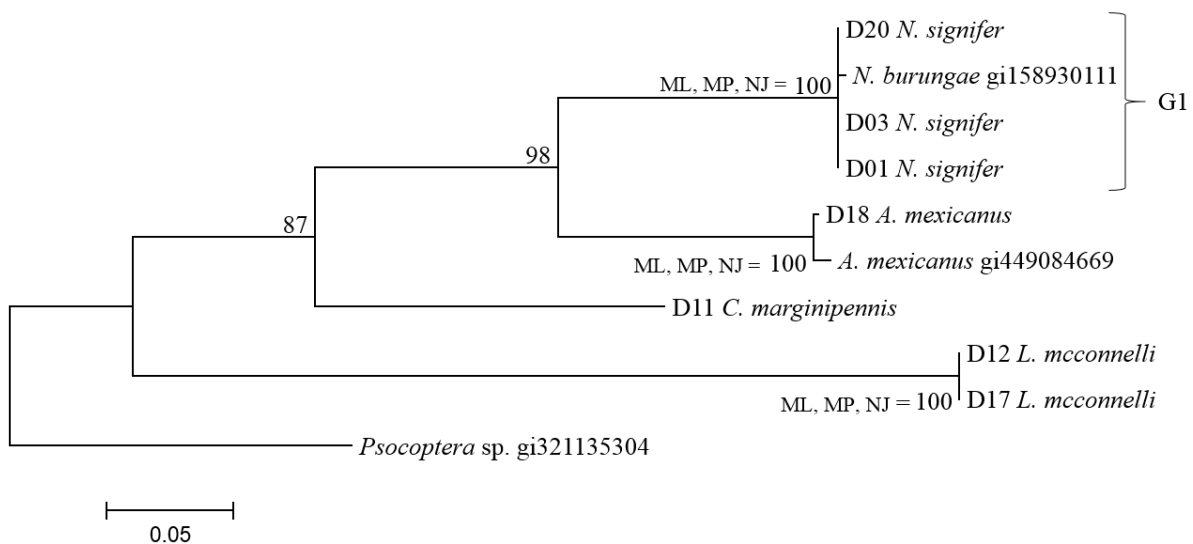 D20 N. signifer
ML, MP, NJ = 100
N. burungae gi158930111
G1
D03 N. signifer
98
D01 N. signifer
87
D18 A. mexicanus
ML, MP, NJ = 100
A. mexicanus gi449084669
D11 C. marginipennis
D12 L. mcconnelli
ML, MP, NJ = 100
D17 L. mcconnelli
Psocoptera sp. gi321135304
0.05